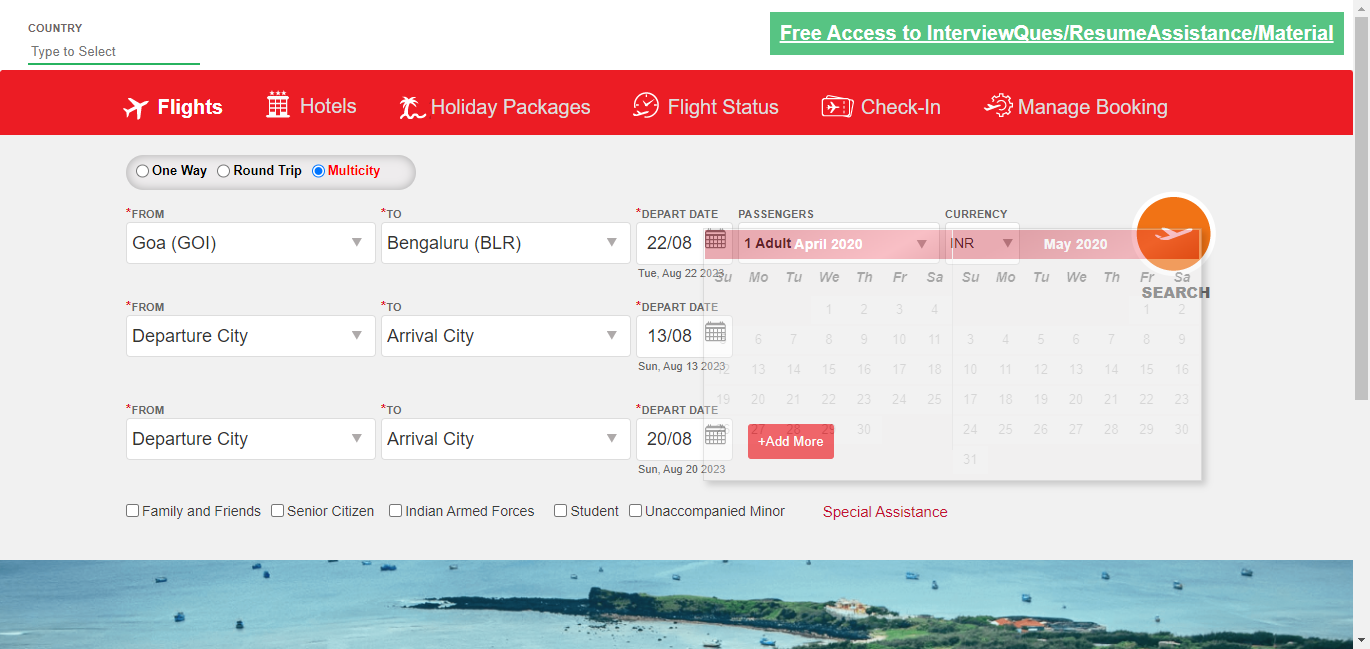 COUNTRY
Type to Select
Free Access to InterviewQues/ResumeAssistance/Material
Flights Hotels Holiday Packages Flight Status Check-In Manage Booking
One Way Round Trip Multicity
*FROM *TO *DEPART DATE PASSENGERS CURRENCY
Goa (GOI) Bengaluru (BLR) 22/08 1 Adult INR
Tue, Aug 22 2023
SEARCH
*FROM *TO *DEPART DATE
Departure City Arrival City 13/08
Sun, Aug 13 2023
*FROM *TO *DEPART DATE
Departure City Arrival City 20/08 +Add More
Sun, Aug 20 2023
April 2020
Su Mo Tu We Th Fr Sa
1 2 3 4
6 7 8 9 10 11
12 13 14 15 16 17 18
19 20 21 22 23 24 25
27 28 29 30
May 2020
Su Mo Tu We Th Fr Sa
1 2
3 4 5 6 7 8 9
10 11 12 13 14 15 16
17 18 19 20 21 22 23
24 25 26 27 28 29 30
31
Family and Friends Senior Citizen Indian Armed Forces Student Unaccompanied Minor Special Assistance